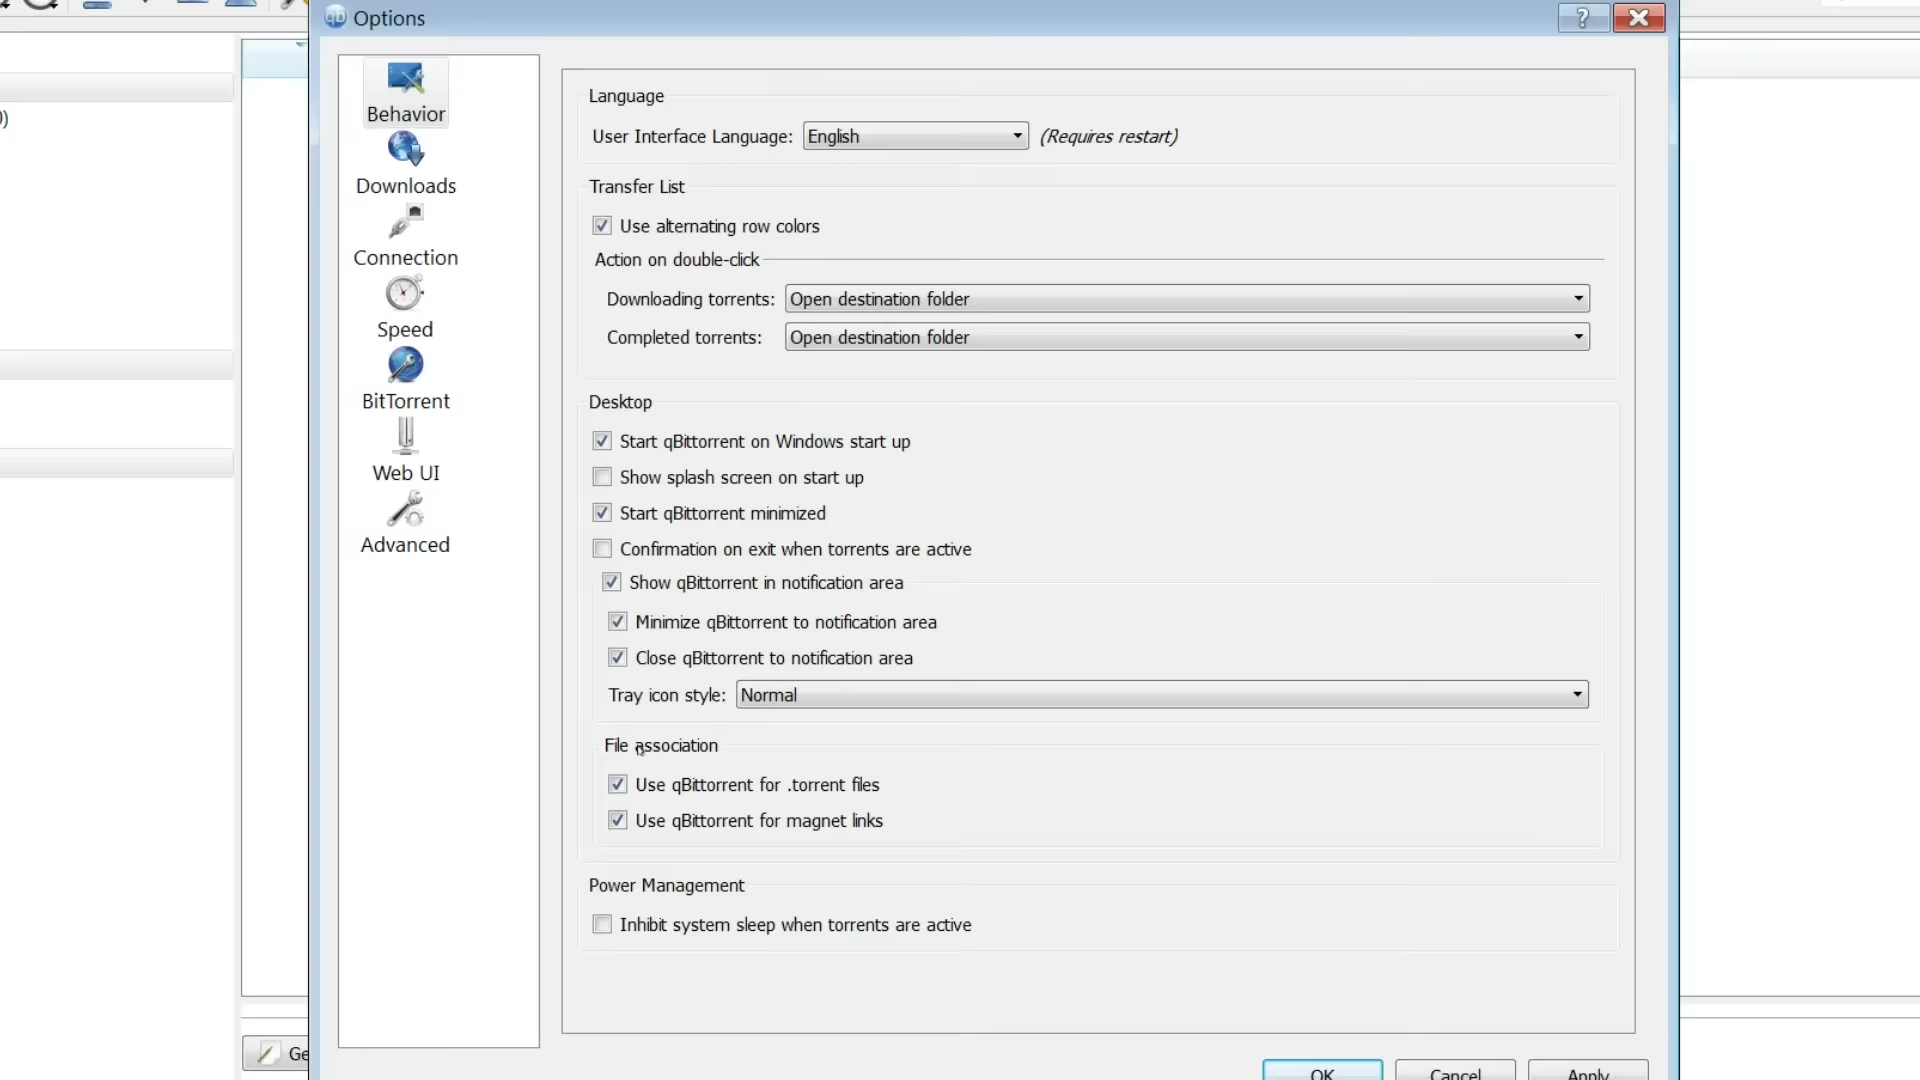 Options
?
0)
Behavior
Downloads
Connection
Speed
BitTorrent
Web UI
Advanced
Language
User Interface Language: English (Requires restart)
Transfer List
Use alternating row colors
Action on double-click
Downloading torrents: Open destination folder
Completed torrents: Open destination folder
Desktop
Start qBittorrent on Windows start up
Show splash screen on start up
Start qBittorrent minimized
Confirmation on exit when torrents are active
Show qBittorrent in notification area
Minimize qBittorrent to notification area
Close qBittorrent to notification area
Tray icon style: Normal
File association
Use qBittorrent for .torrent files
Use qBittorrent for magnet links
Power Management
Inhibit system sleep when torrents are active
Ge
OK Cancel Apply